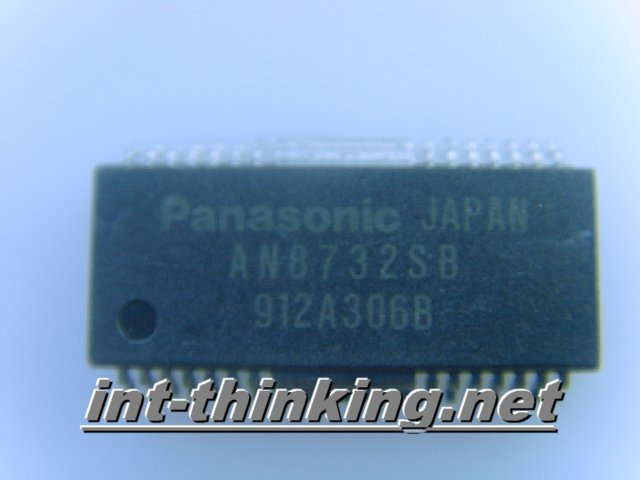 Panasonic JAPAN
AN8732SB
912A306B
int-thinking.net